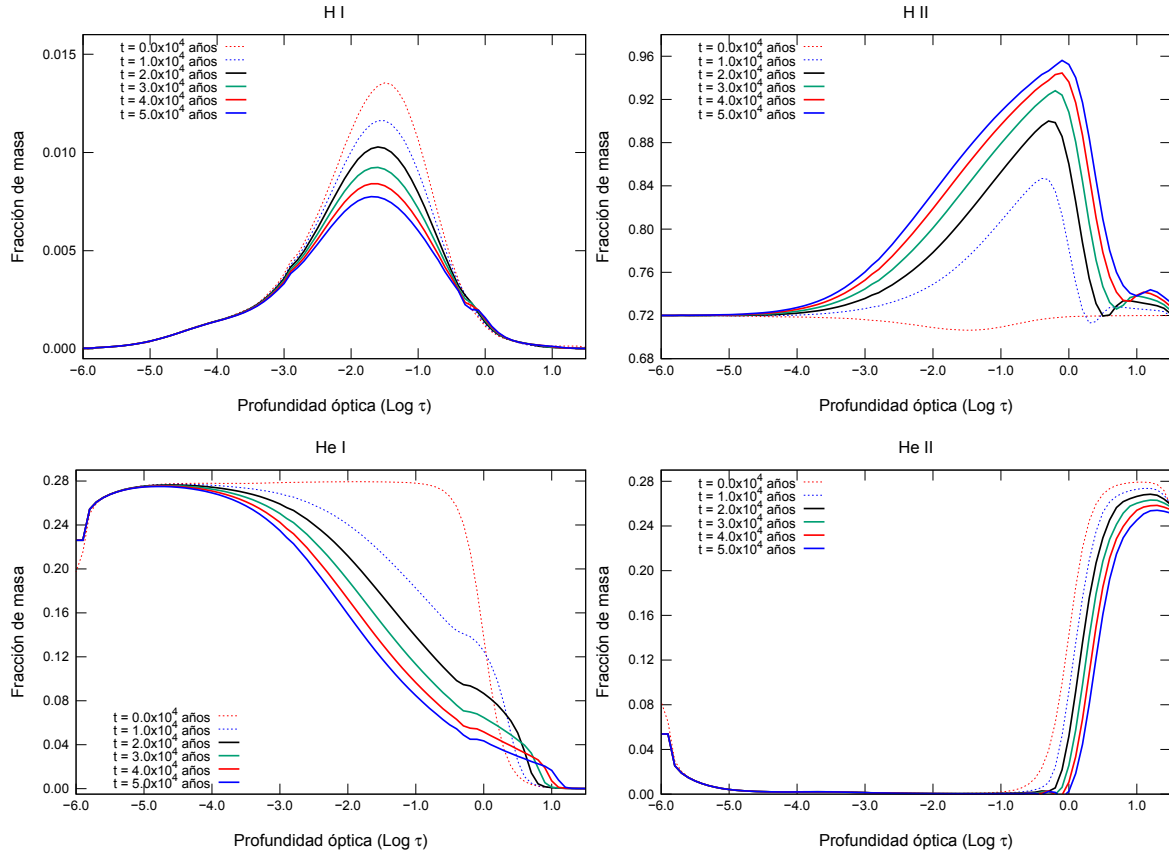 H I
t = 0.0x10⁴ años
t = 1.0x10⁴ años
t = 2.0x10⁴ años
t = 3.0x10⁴ años
t = 4.0x10⁴ años
t = 5.0x10⁴ años
0.015
0.010
0.005
0.000
Fracción de masa
−6.0 −5.0 −4.0 −3.0 −2.0 −1.0 0.0 1.0
Profundidad óptica (Log τ)
H II
t = 0.0x10⁴ años
t = 1.0x10⁴ años
t = 2.0x10⁴ años
t = 3.0x10⁴ años
t = 4.0x10⁴ años
t = 5.0x10⁴ años
0.96
0.92
0.88
0.84
0.80
0.76
0.72
0.68
Fracción de masa
−6.0 −5.0 −4.0 −3.0 −2.0 −1.0 0.0 1.0
Profundidad óptica (Log τ)
He I
0.28
0.24
0.20
0.16
0.12
0.08
0.04
0.00
Fracción de masa
t = 0.0x10⁴ años
t = 1.0x10⁴ años
t = 2.0x10⁴ años
t = 3.0x10⁴ años
t = 4.0x10⁴ años
t = 5.0x10⁴ años
−6.0 −5.0 −4.0 −3.0 −2.0 −1.0 0.0 1.0
Profundidad óptica (Log τ)
He II
t = 0.0x10⁴ años
t = 1.0x10⁴ años
t = 2.0x10⁴ años
t = 3.0x10⁴ años
t = 4.0x10⁴ años
t = 5.0x10⁴ años
0.28
0.24
0.20
0.16
0.12
0.08
0.04
0.00
Fracción de masa
−6.0 −5.0 −4.0 −3.0 −2.0 −1.0 0.0 1.0
Profundidad óptica (Log τ)